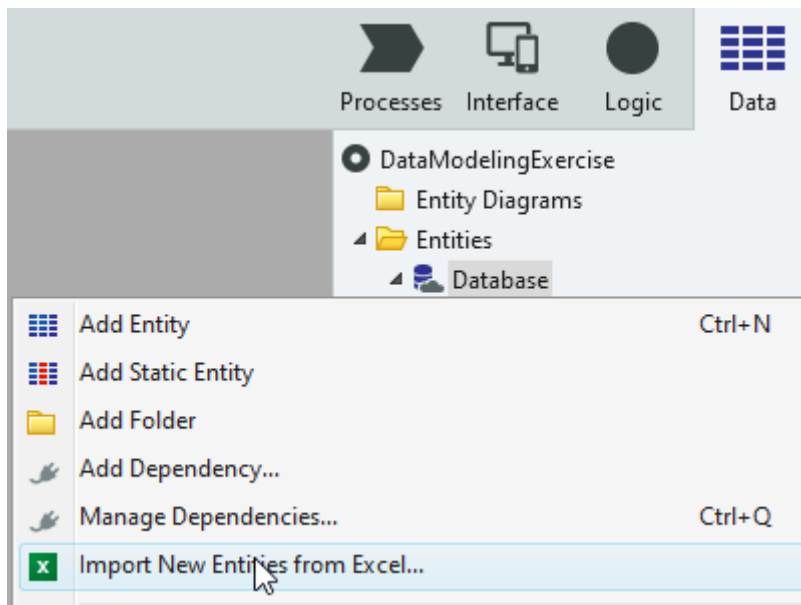 Processes Interface Logic Data
DataModelingExercise
Entity Diagrams
Entities
Database
Add Entity Ctrl+N
Add Static Entity
Add Folder
Add Dependency...
Manage Dependencies... Ctrl+Q
X Import New Entities from Excel...